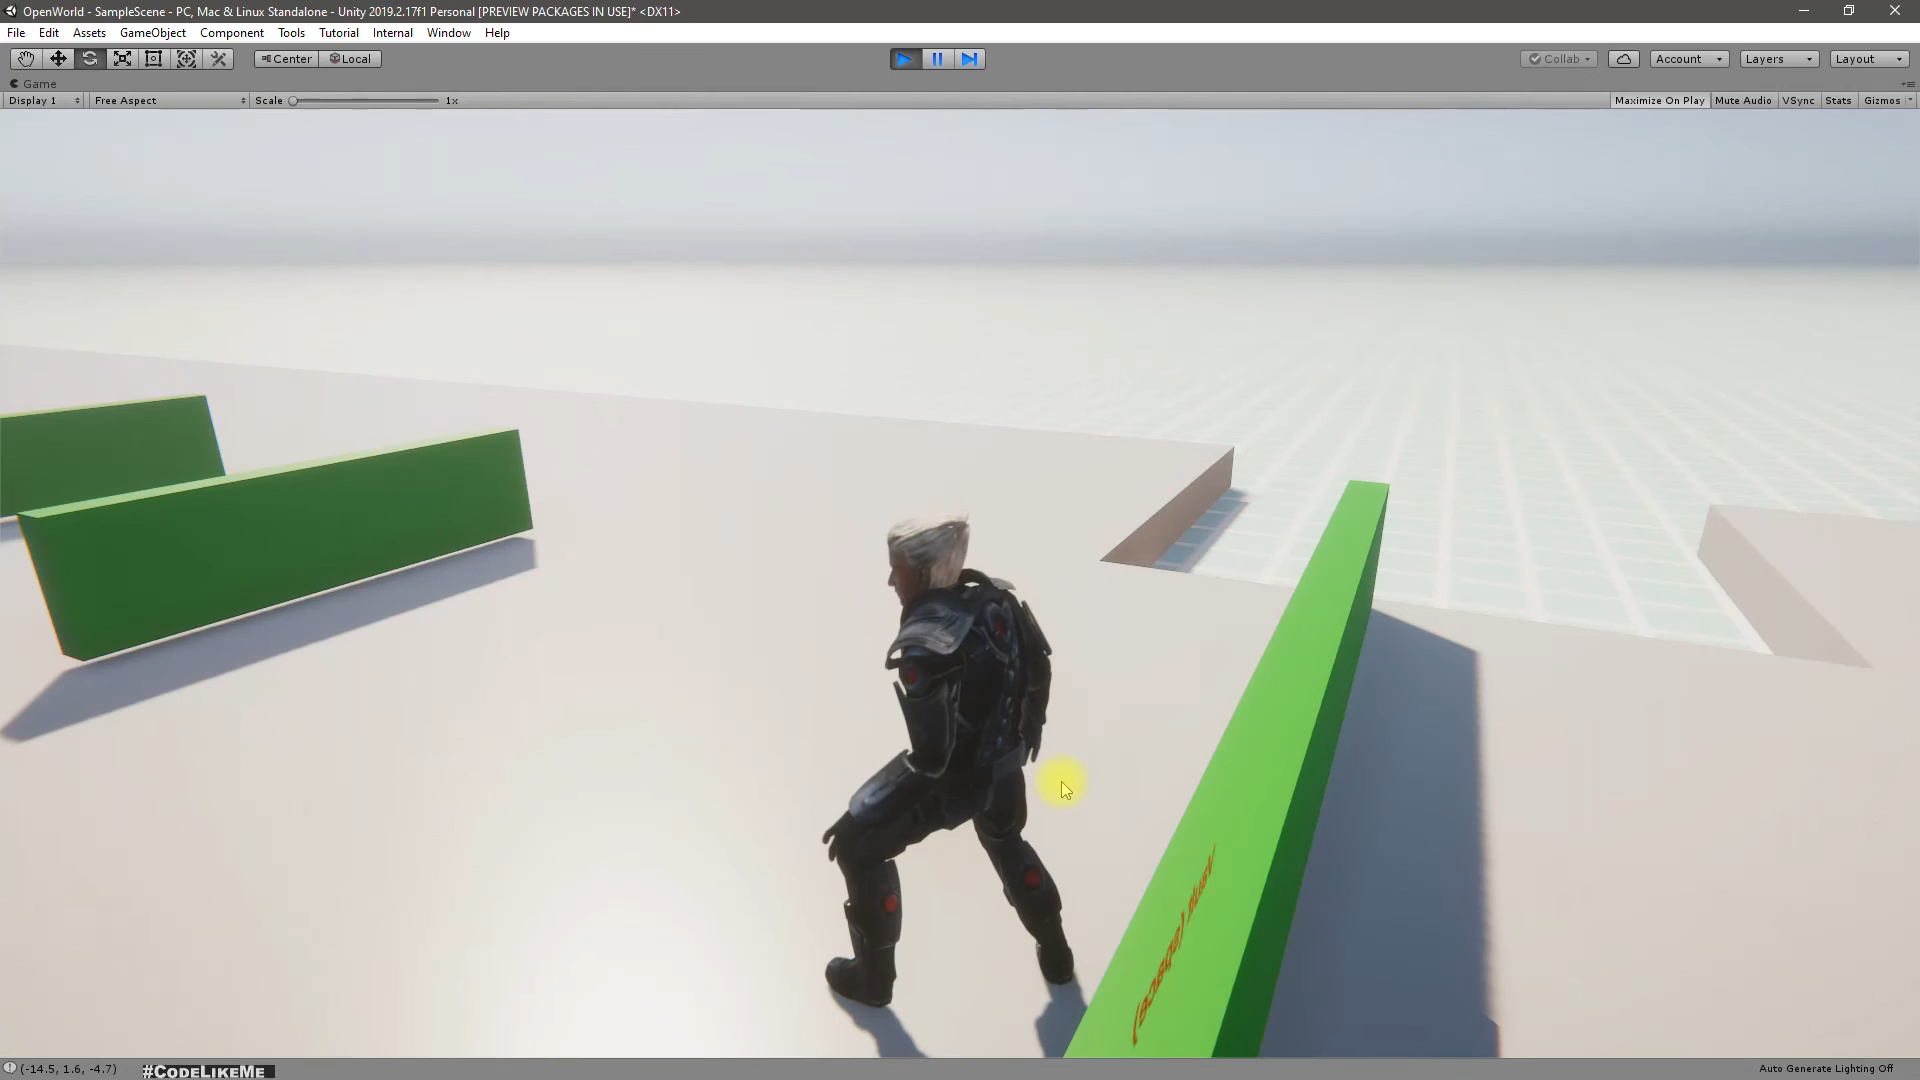 OpenWorld - SampleScene - PC, Mac & Linux Standalone - Unity 2019.2.17f1 Personal [PREVIEW PACKAGES IN USE]* <DX11>
File Edit Assets GameObject Component Tools Tutorial Internal Window Help
Center Local Collab Account Layers Layout
Game
Display 1 Free Aspect Scale 1x Maximize On Play Mute Audio VSync Stats Gizmos
(-14.5, 1.6, -4.7) #CodeLikeMe Auto Generate Lighting Off